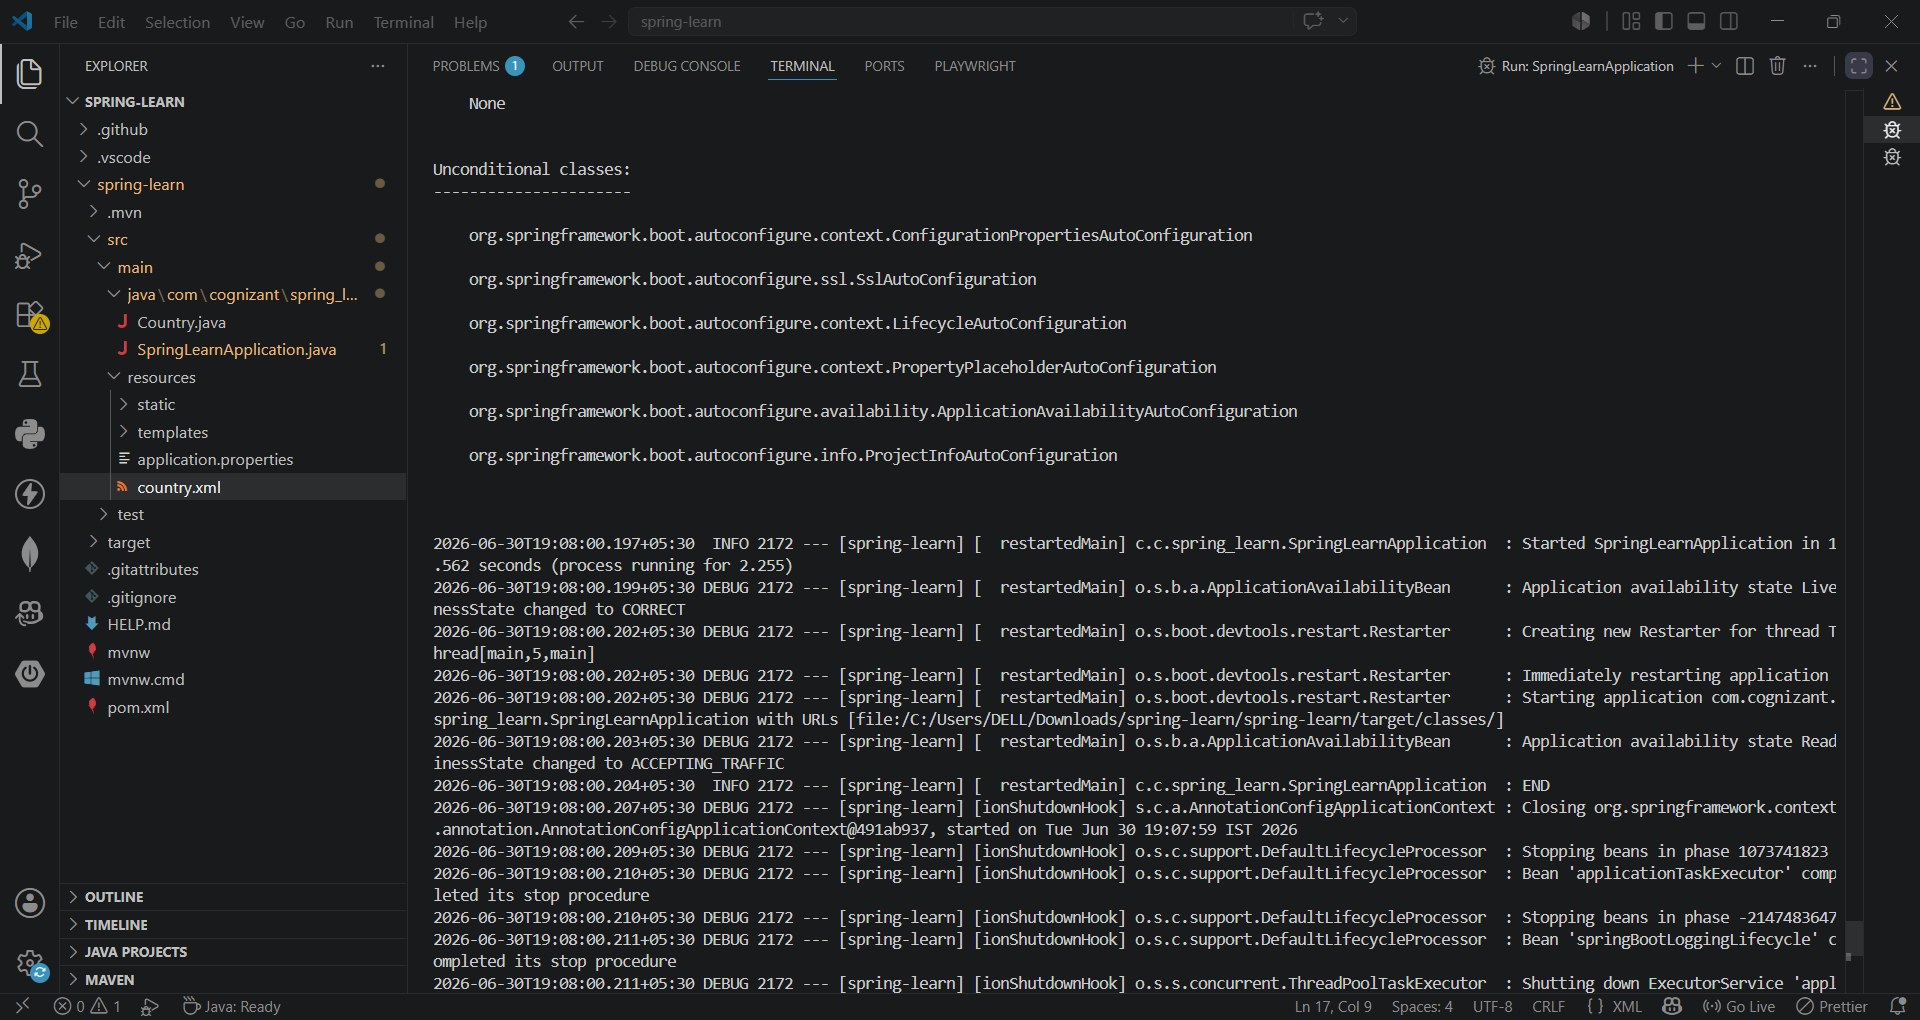 File Edit Selection View Go Run Terminal Help
spring-learn
EXPLORER
SPRING-LEARN
.github
.vscode
spring-learn
.mvn
src
main
java\com\cognizant\spring_l...
Country.java
SpringLearnApplication.java 1
resources
static
templates
application.properties
country.xml
test
target
.gitattributes
.gitignore
HELP.md
mvnw
mvnw.cmd
pom.xml
OUTLINE
TIMELINE
JAVA PROJECTS
MAVEN
PROBLEMS 1 OUTPUT DEBUG CONSOLE TERMINAL PORTS PLAYWRIGHT
Run: SpringLearnApplication
None
Unconditional classes:
----------------------
org.springframework.boot.autoconfigure.context.ConfigurationPropertiesAutoConfiguration
org.springframework.boot.autoconfigure.ssl.SslAutoConfiguration
org.springframework.boot.autoconfigure.context.LifecycleAutoConfiguration
org.springframework.boot.autoconfigure.context.PropertyPlaceholderAutoConfiguration
org.springframework.boot.autoconfigure.availability.ApplicationAvailabilityAutoConfiguration
org.springframework.boot.autoconfigure.info.ProjectInfoAutoConfiguration
2026-06-30T19:08:00.197+05:30  INFO 2172 --- [spring-learn] [  restartedMain] c.c.spring_learn.SpringLearnApplication  : Started SpringLearnApplication in 1
.562 seconds (process running for 2.255)
2026-06-30T19:08:00.199+05:30 DEBUG 2172 --- [spring-learn] [  restartedMain] o.s.b.a.ApplicationAvailabilityBean      : Application availability state Live
nessState changed to CORRECT
2026-06-30T19:08:00.202+05:30 DEBUG 2172 --- [spring-learn] [  restartedMain] o.s.boot.devtools.restart.Restarter      : Creating new Restarter for thread T
hread[main,5,main]
2026-06-30T19:08:00.202+05:30 DEBUG 2172 --- [spring-learn] [  restartedMain] o.s.boot.devtools.restart.Restarter      : Immediately restarting application
2026-06-30T19:08:00.202+05:30 DEBUG 2172 --- [spring-learn] [  restartedMain] o.s.boot.devtools.restart.Restarter      : Starting application com.cognizant.
spring_learn.SpringLearnApplication with URLs [file:/C:/Users/DELL/Downloads/spring-learn/spring-learn/target/classes/]
2026-06-30T19:08:00.203+05:30 DEBUG 2172 --- [spring-learn] [  restartedMain] o.s.b.a.ApplicationAvailabilityBean      : Application availability state Read
inessState changed to ACCEPTING_TRAFFIC
2026-06-30T19:08:00.204+05:30  INFO 2172 --- [spring-learn] [  restartedMain] c.c.spring_learn.SpringLearnApplication  : END
2026-06-30T19:08:00.207+05:30 DEBUG 2172 --- [spring-learn] [ionShutdownHook] s.c.a.AnnotationConfigApplicationContext : Closing org.springframework.context
.annotation.AnnotationConfigApplicationContext@491ab937, started on Tue Jun 30 19:07:59 IST 2026
2026-06-30T19:08:00.209+05:30 DEBUG 2172 --- [spring-learn] [ionShutdownHook] o.s.c.support.DefaultLifecycleProcessor  : Stopping beans in phase 1073741823
2026-06-30T19:08:00.210+05:30 DEBUG 2172 --- [spring-learn] [ionShutdownHook] o.s.c.support.DefaultLifecycleProcessor  : Bean 'applicationTaskExecutor' comp
leted its stop procedure
2026-06-30T19:08:00.210+05:30 DEBUG 2172 --- [spring-learn] [ionShutdownHook] o.s.c.support.DefaultLifecycleProcessor  : Stopping beans in phase -2147483647
2026-06-30T19:08:00.211+05:30 DEBUG 2172 --- [spring-learn] [ionShutdownHook] o.s.c.support.DefaultLifecycleProcessor  : Bean 'springBootLoggingLifecycle' c
ompleted its stop procedure
2026-06-30T19:08:00.211+05:30 DEBUG 2172 --- [spring-learn] [ionShutdownHook] o.s.s.concurrent.ThreadPoolTaskExecutor  : Shutting down ExecutorService 'appl
0 1 Java: Ready Ln 17, Col 9 Spaces: 4 UTF-8 CRLF { } XML Go Live Prettier